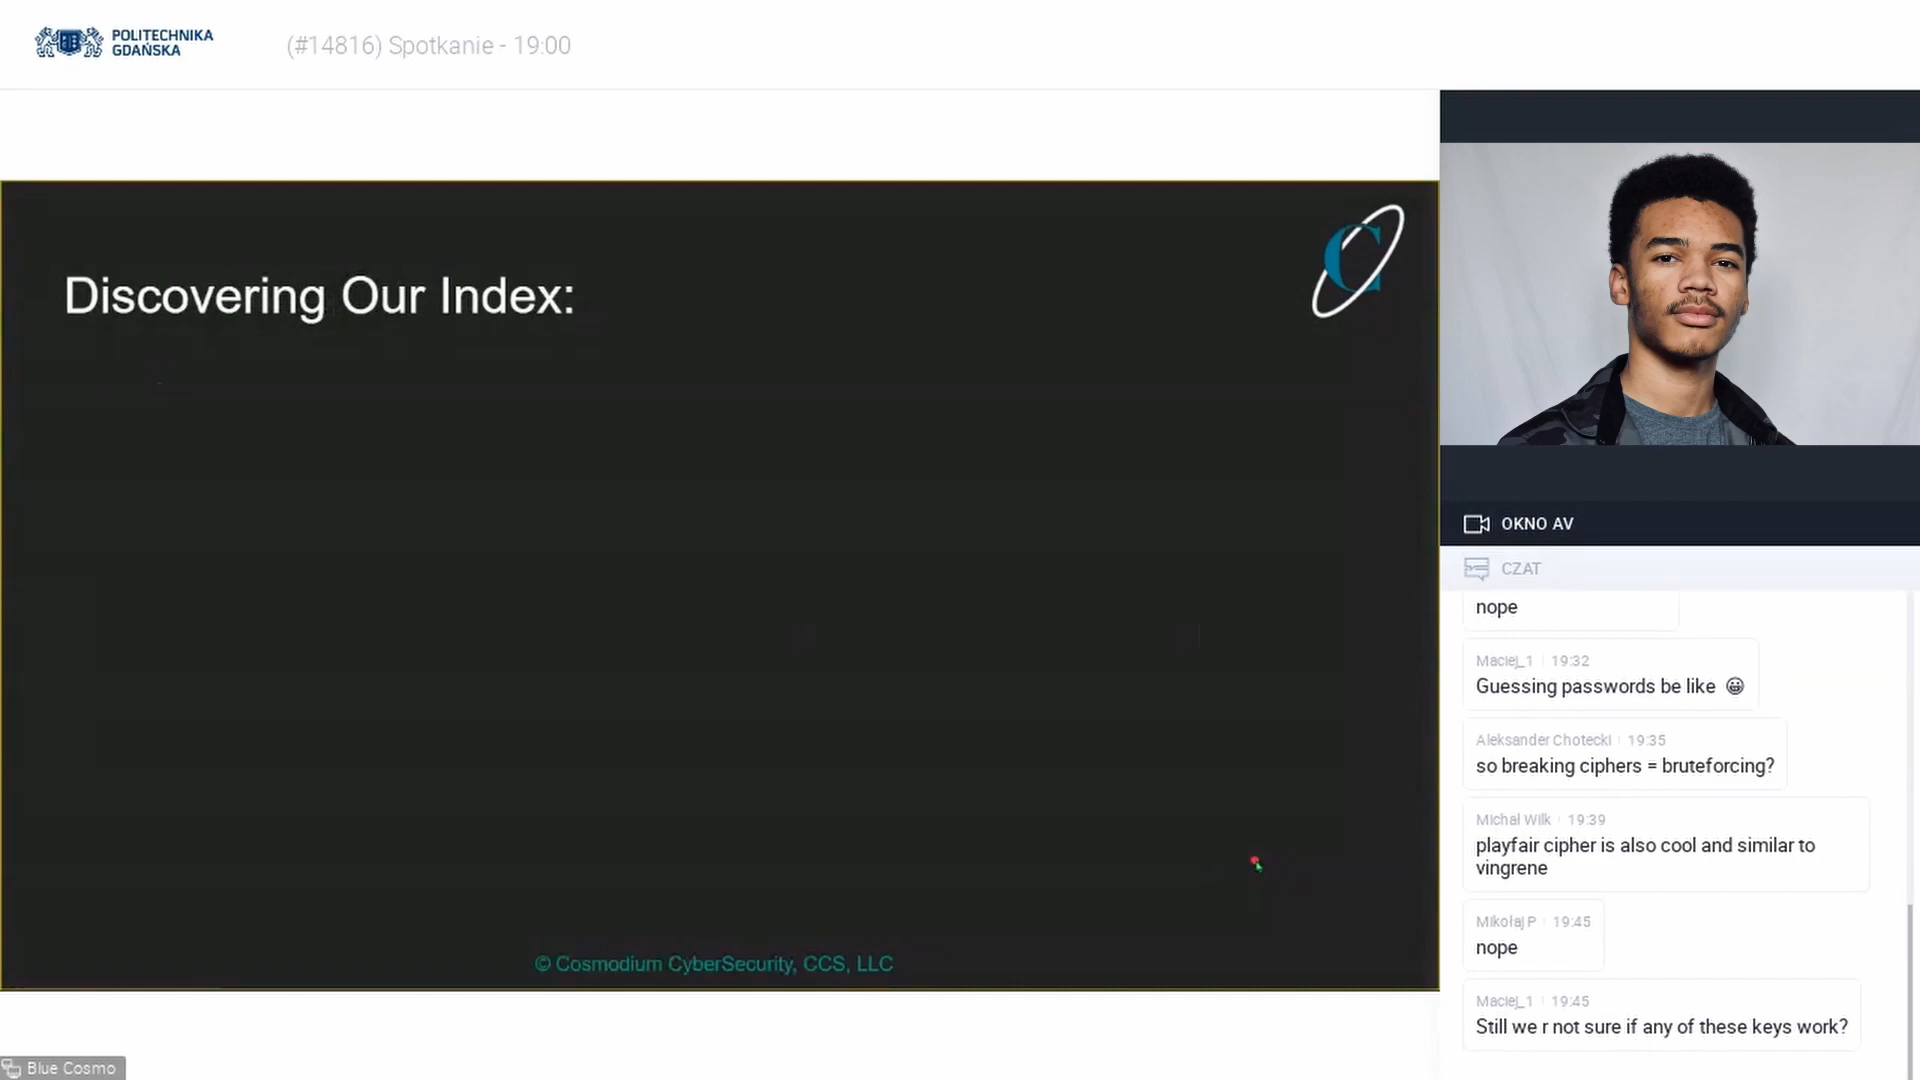 POLITECHNIKA
GDAŃSKA
(#14816) Spotkanie - 19:00
Discovering Our Index:
C
© Cosmodium CyberSecurity, CCS, LLC
Blue Cosmo
OKNO AV
CZAT
nope
Maciej_1 19:32
Guessing passwords be like 😀
Aleksander Chotecki 19:35
so breaking ciphers = bruteforcing?
Michał Wilk 19:39
playfair cipher is also cool and similar to
vingrene
Mikołaj P 19:45
nope
Maciej_1 19:45
Still we r not sure if any of these keys work?